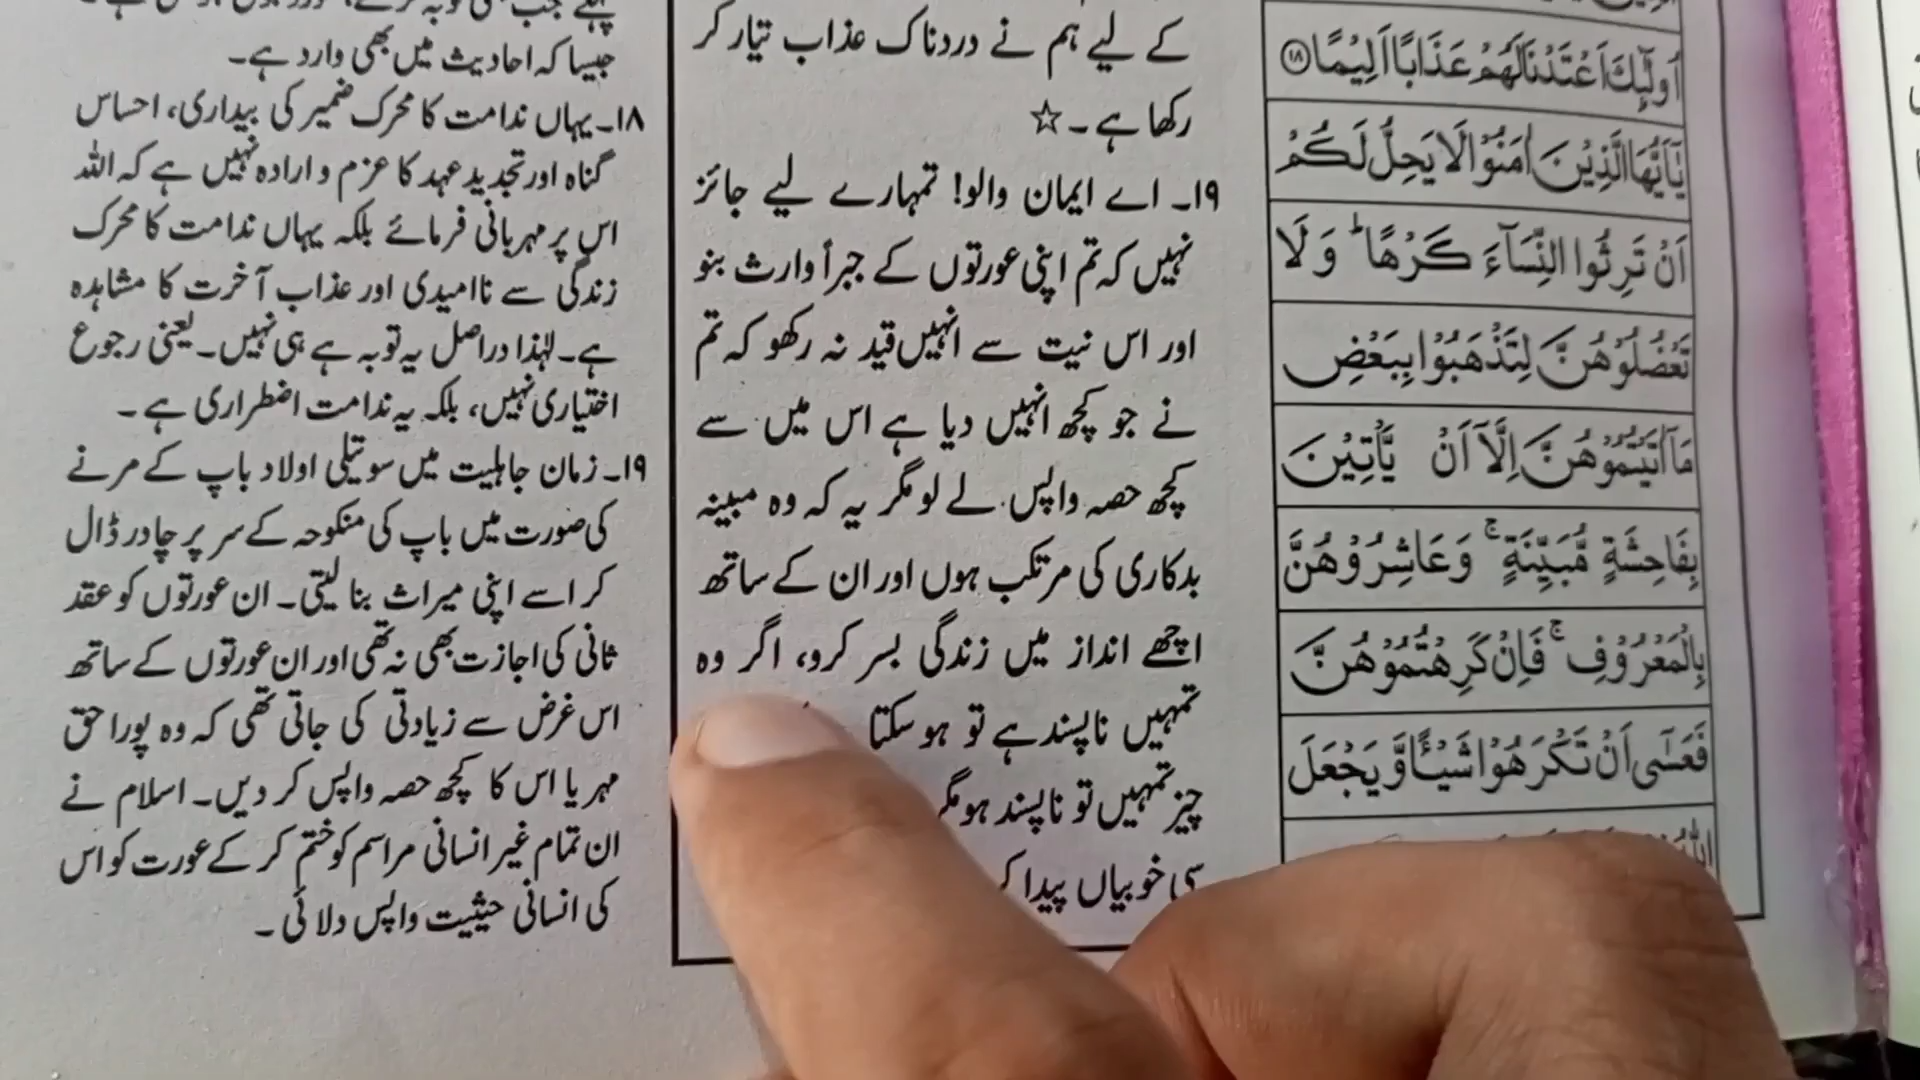 اُولٰٓئِكَ اَعْتَدْنَا لَهُمْ عَذَابًا اَلِيْمًا ﴿۱۸﴾
يٰٓاَيُّهَا الَّذِيْنَ اٰمَنُوْا لَا يَحِلُّ لَكُمْ
اَنْ تَرِثُوا النِّسَآءَ كَرْهًا ؕ وَ لَا
تَعْضُلُوْهُنَّ لِتَذْهَبُوْا بِبَعْضِ
مَاۤ اٰتَيْتُمُوْهُنَّ اِلَّاۤ اَنْ يَّاْتِيْنَ
بِفَاحِشَةٍ مُّبَيِّنَةٍ ۚ وَ عَاشِرُوْهُنَّ
بِالْمَعْرُوْفِ ۚ فَاِنْ كَرِهْتُمُوْهُنَّ
فَعَسٰۤى اَنْ تَكْرَهُوْا شَيْـًٔا وَّ يَجْعَلَ
کے لیے ہم نے دردناک عذاب تیار کر
رکھا ہے۔☆
۱۹۔ اے ایمان والو! تمہارے لیے جائز
نہیں کہ تم اپنی عورتوں کے جبراً وارث بنو
اور اس نیت سے انہیں قید نہ رکھو کہ تم
نے جو کچھ انہیں دیا ہے اس میں سے
کچھ حصہ واپس لے لو مگر یہ کہ وہ مبینہ
بدکاری کی مرتکب ہوں اور ان کے ساتھ
اچھے انداز میں زندگی بسر کرو، اگر وہ
تمہیں ناپسند ہے تو ہو سکتا
چیز تمہیں تو ناپسند ہو
سی خوبیاں پیدا
جیسا کہ احادیث میں بھی وارد ہے۔
۱۸۔ یہاں ندامت کا محرک ضمیر کی بیداری، احساس
گناہ اور تجدید عہد کا عزم و ارادہ نہیں ہے کہ اللہ
اس پر مہربانی فرمائے بلکہ یہاں ندامت کا محرک
زندگی سے ناامیدی اور عذاب آخرت کا مشاہدہ
ہے۔ لہٰذا دراصل یہ توبہ ہے ہی نہیں۔ یعنی رجوع
اختیاری نہیں، بلکہ یہ ندامت اضطراری ہے۔
۱۹۔ زمان جاہلیت میں سوتیلی اولاد باپ کے مرنے
کی صورت میں باپ کی منکوحہ کے سر پر چادر ڈال
کر اسے اپنی میراث بنا لیتی۔ ان عورتوں کو عقد
ثانی کی اجازت بھی نہ تھی اور ان عورتوں کے ساتھ
اس غرض سے زیادتی کی جاتی تھی کہ وہ پورا حق
مہر یا اس کا کچھ حصہ واپس کر دیں۔ اسلام نے
ان تمام غیر انسانی مراسم کو ختم کر کے عورت کو اس
کی انسانی حیثیت واپس دلائی۔